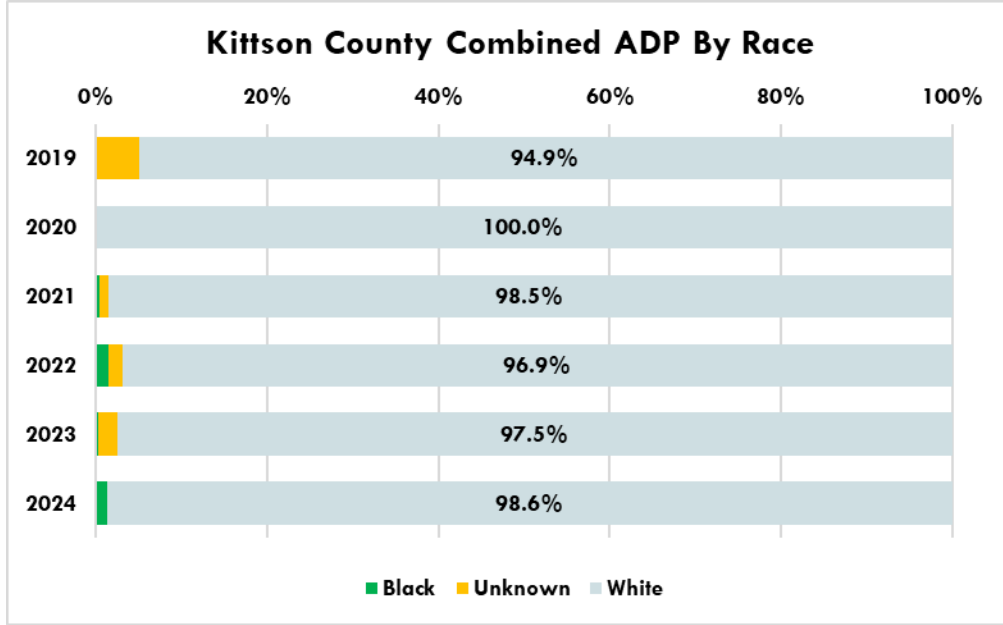 Kittson County Combined ADP By Race
0% 20% 40% 60% 80% 100%
2019 94.9%
2020 100.0%
2021 98.5%
2022 96.9%
2023 97.5%
2024 98.6%
Black Unknown White